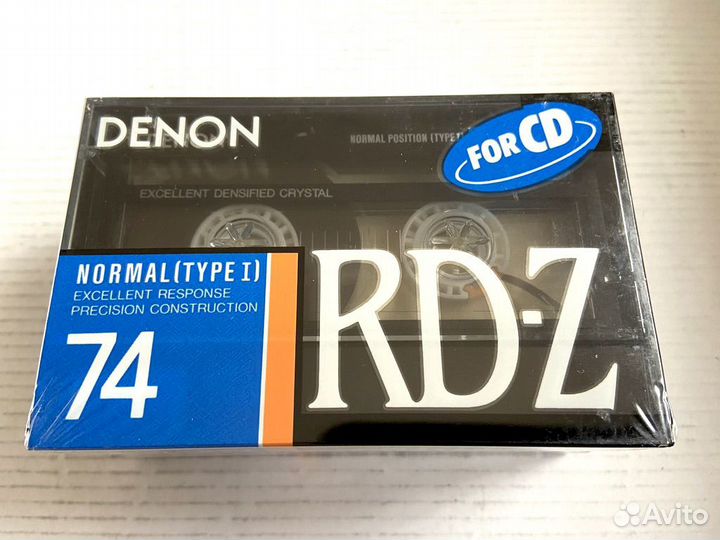 DENON
NORMAL POSITION (TYPE I)
FOR CD
EXCELLENT DENSIFIED CRYSTAL
NORMAL (TYPE I)
EXCELLENT RESPONSE
PRECISION CONSTRUCTION
74
RD-Z
Avito